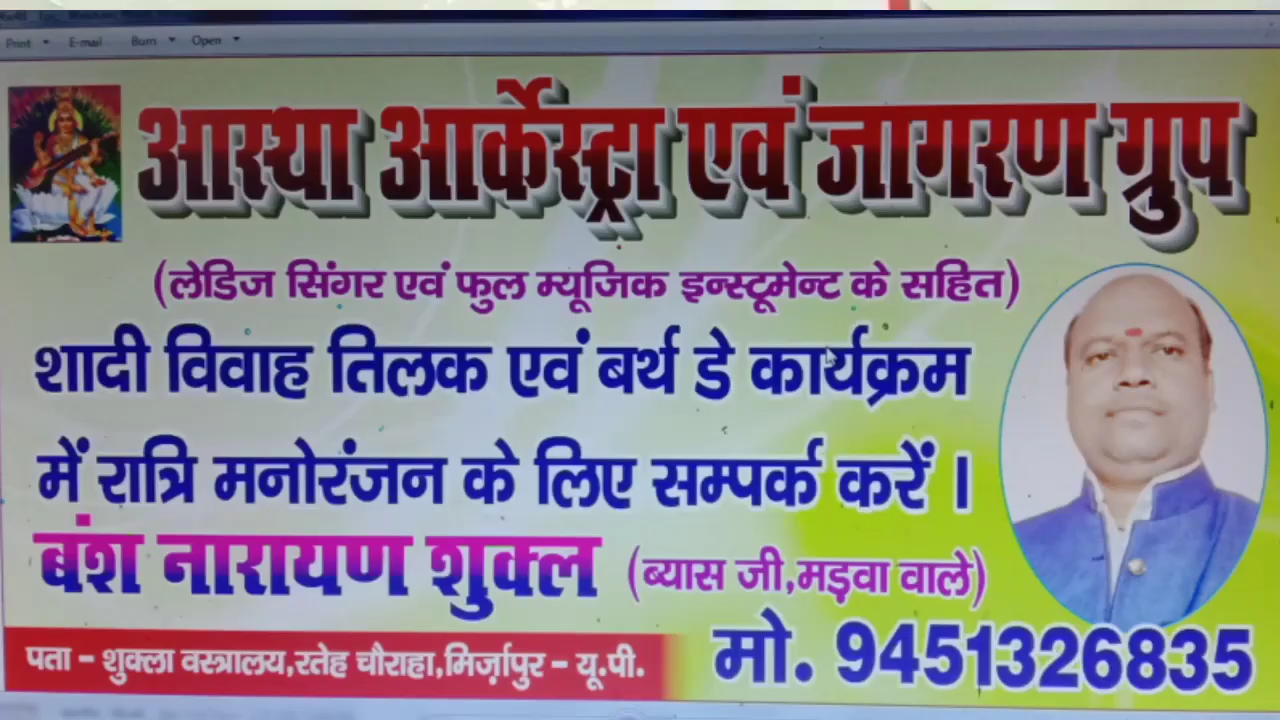 Print E-mail Burn Open
आस्था आर्केस्ट्रा एवं जागरण ग्रुप
(लेडिज सिंगर एवं फुल म्यूजिक इन्स्टूमेन्ट के सहित)
शादी विवाह तिलक एवं बर्थ डे कार्यक्रम
में रात्रि मनोरंजन के लिए सम्पर्क करें ।
बंश नारायण शुक्ल (ब्यास जी,मड़वा वाले)
पता - शुक्ला वस्त्रालय,रतेह चौराहा,मिर्ज़ापुर - यू.पी.
मो. 9451326835